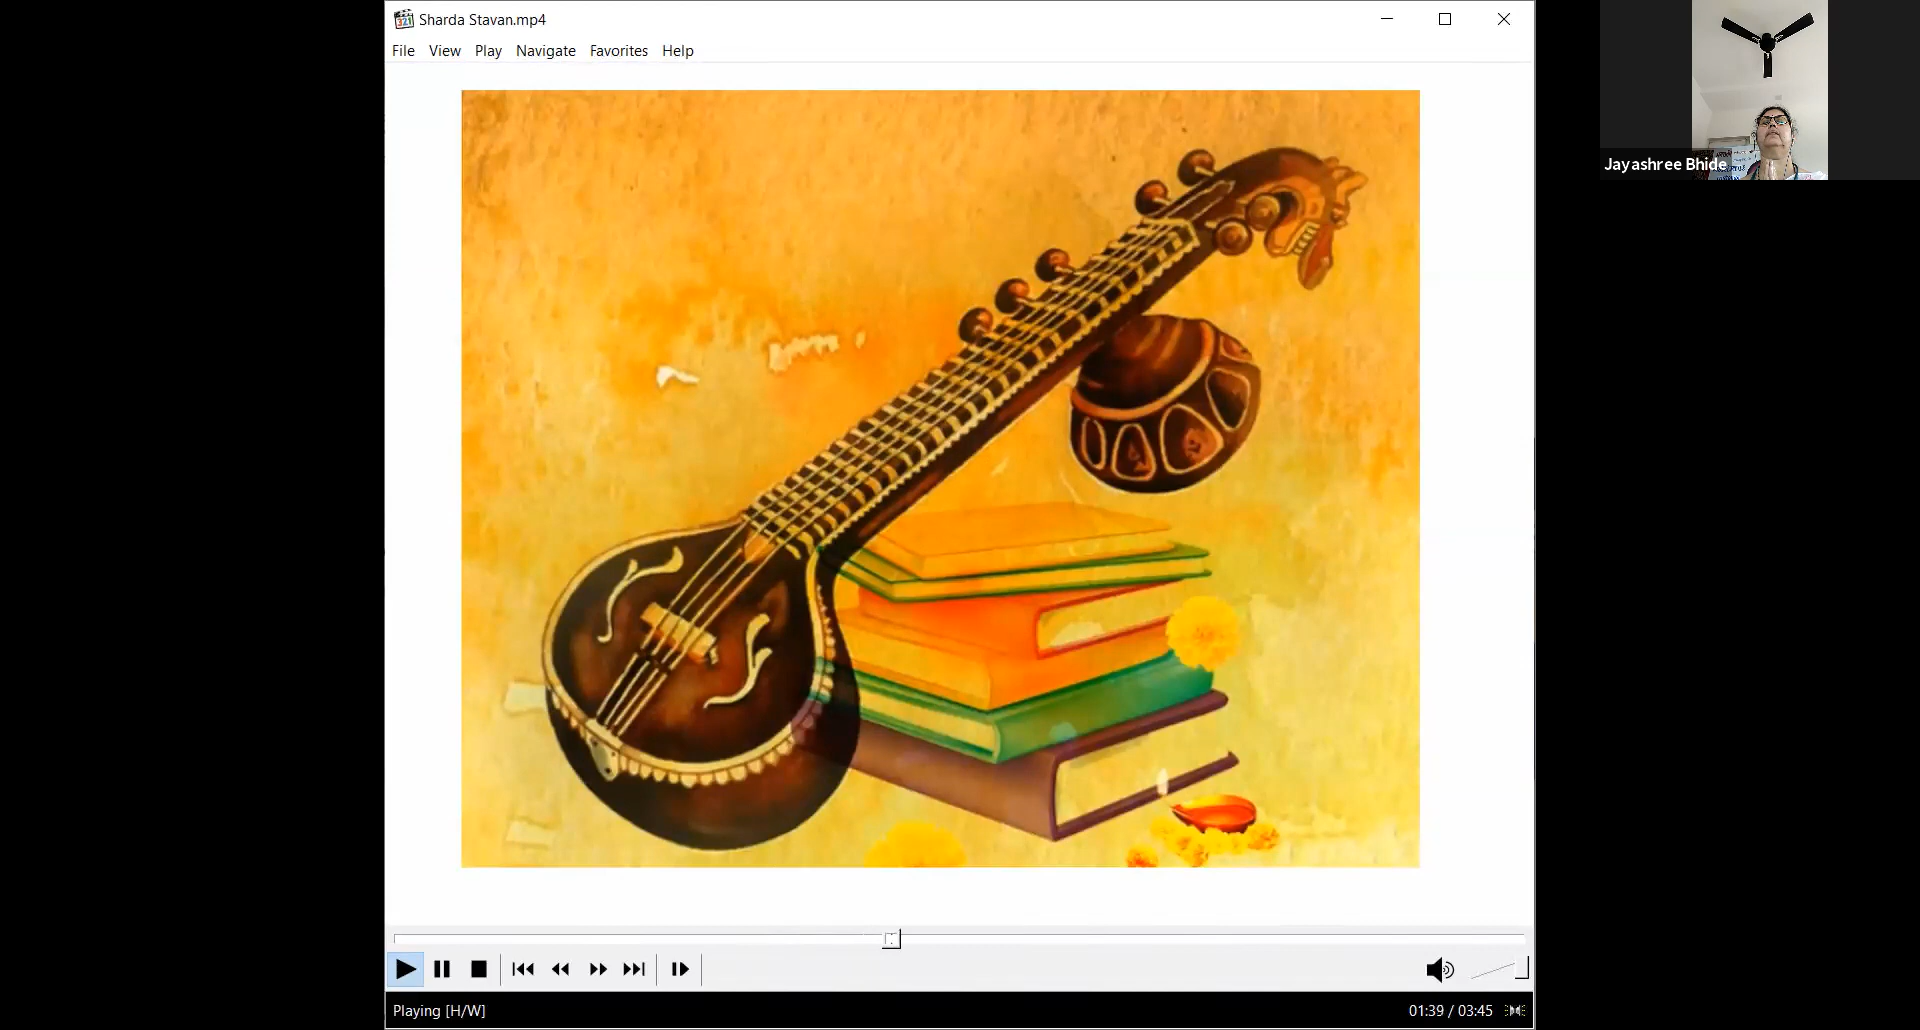 Sharda Stavan.mp4
File View Play Navigate Favorites Help
Jayashree Bhide
Playing [H/W]
01:39 / 03:45